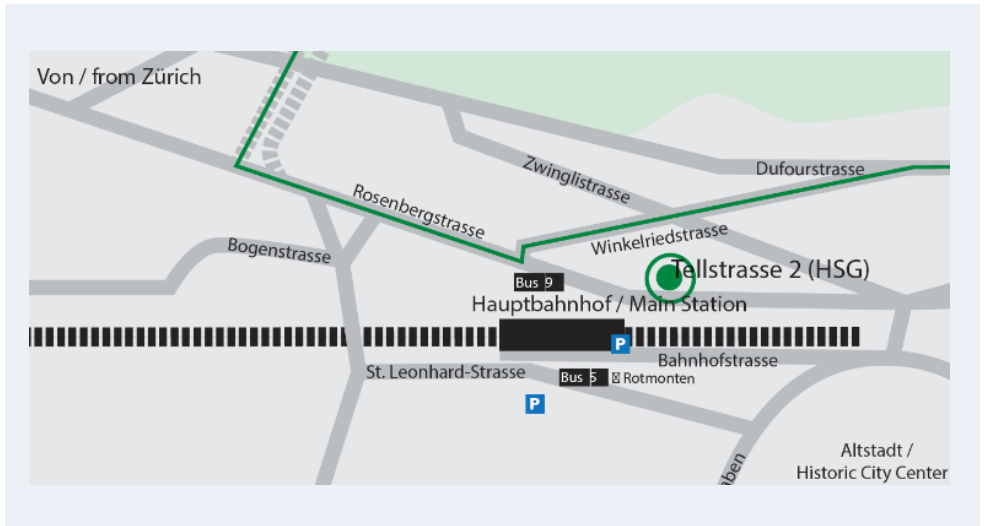 Von / from Zürich
Zwinglistrasse
Dufourstrasse
Rosenbergstrasse
Winkelriedstrasse
Bogenstrasse
Tellstrasse 2 (HSG)
Bus 9
Hauptbahnhof / Main Station
P
Bahnhofstrasse
St. Leonhard-Strasse
Bus 5
Rotmonten
P
Altstadt /
Historic City Center